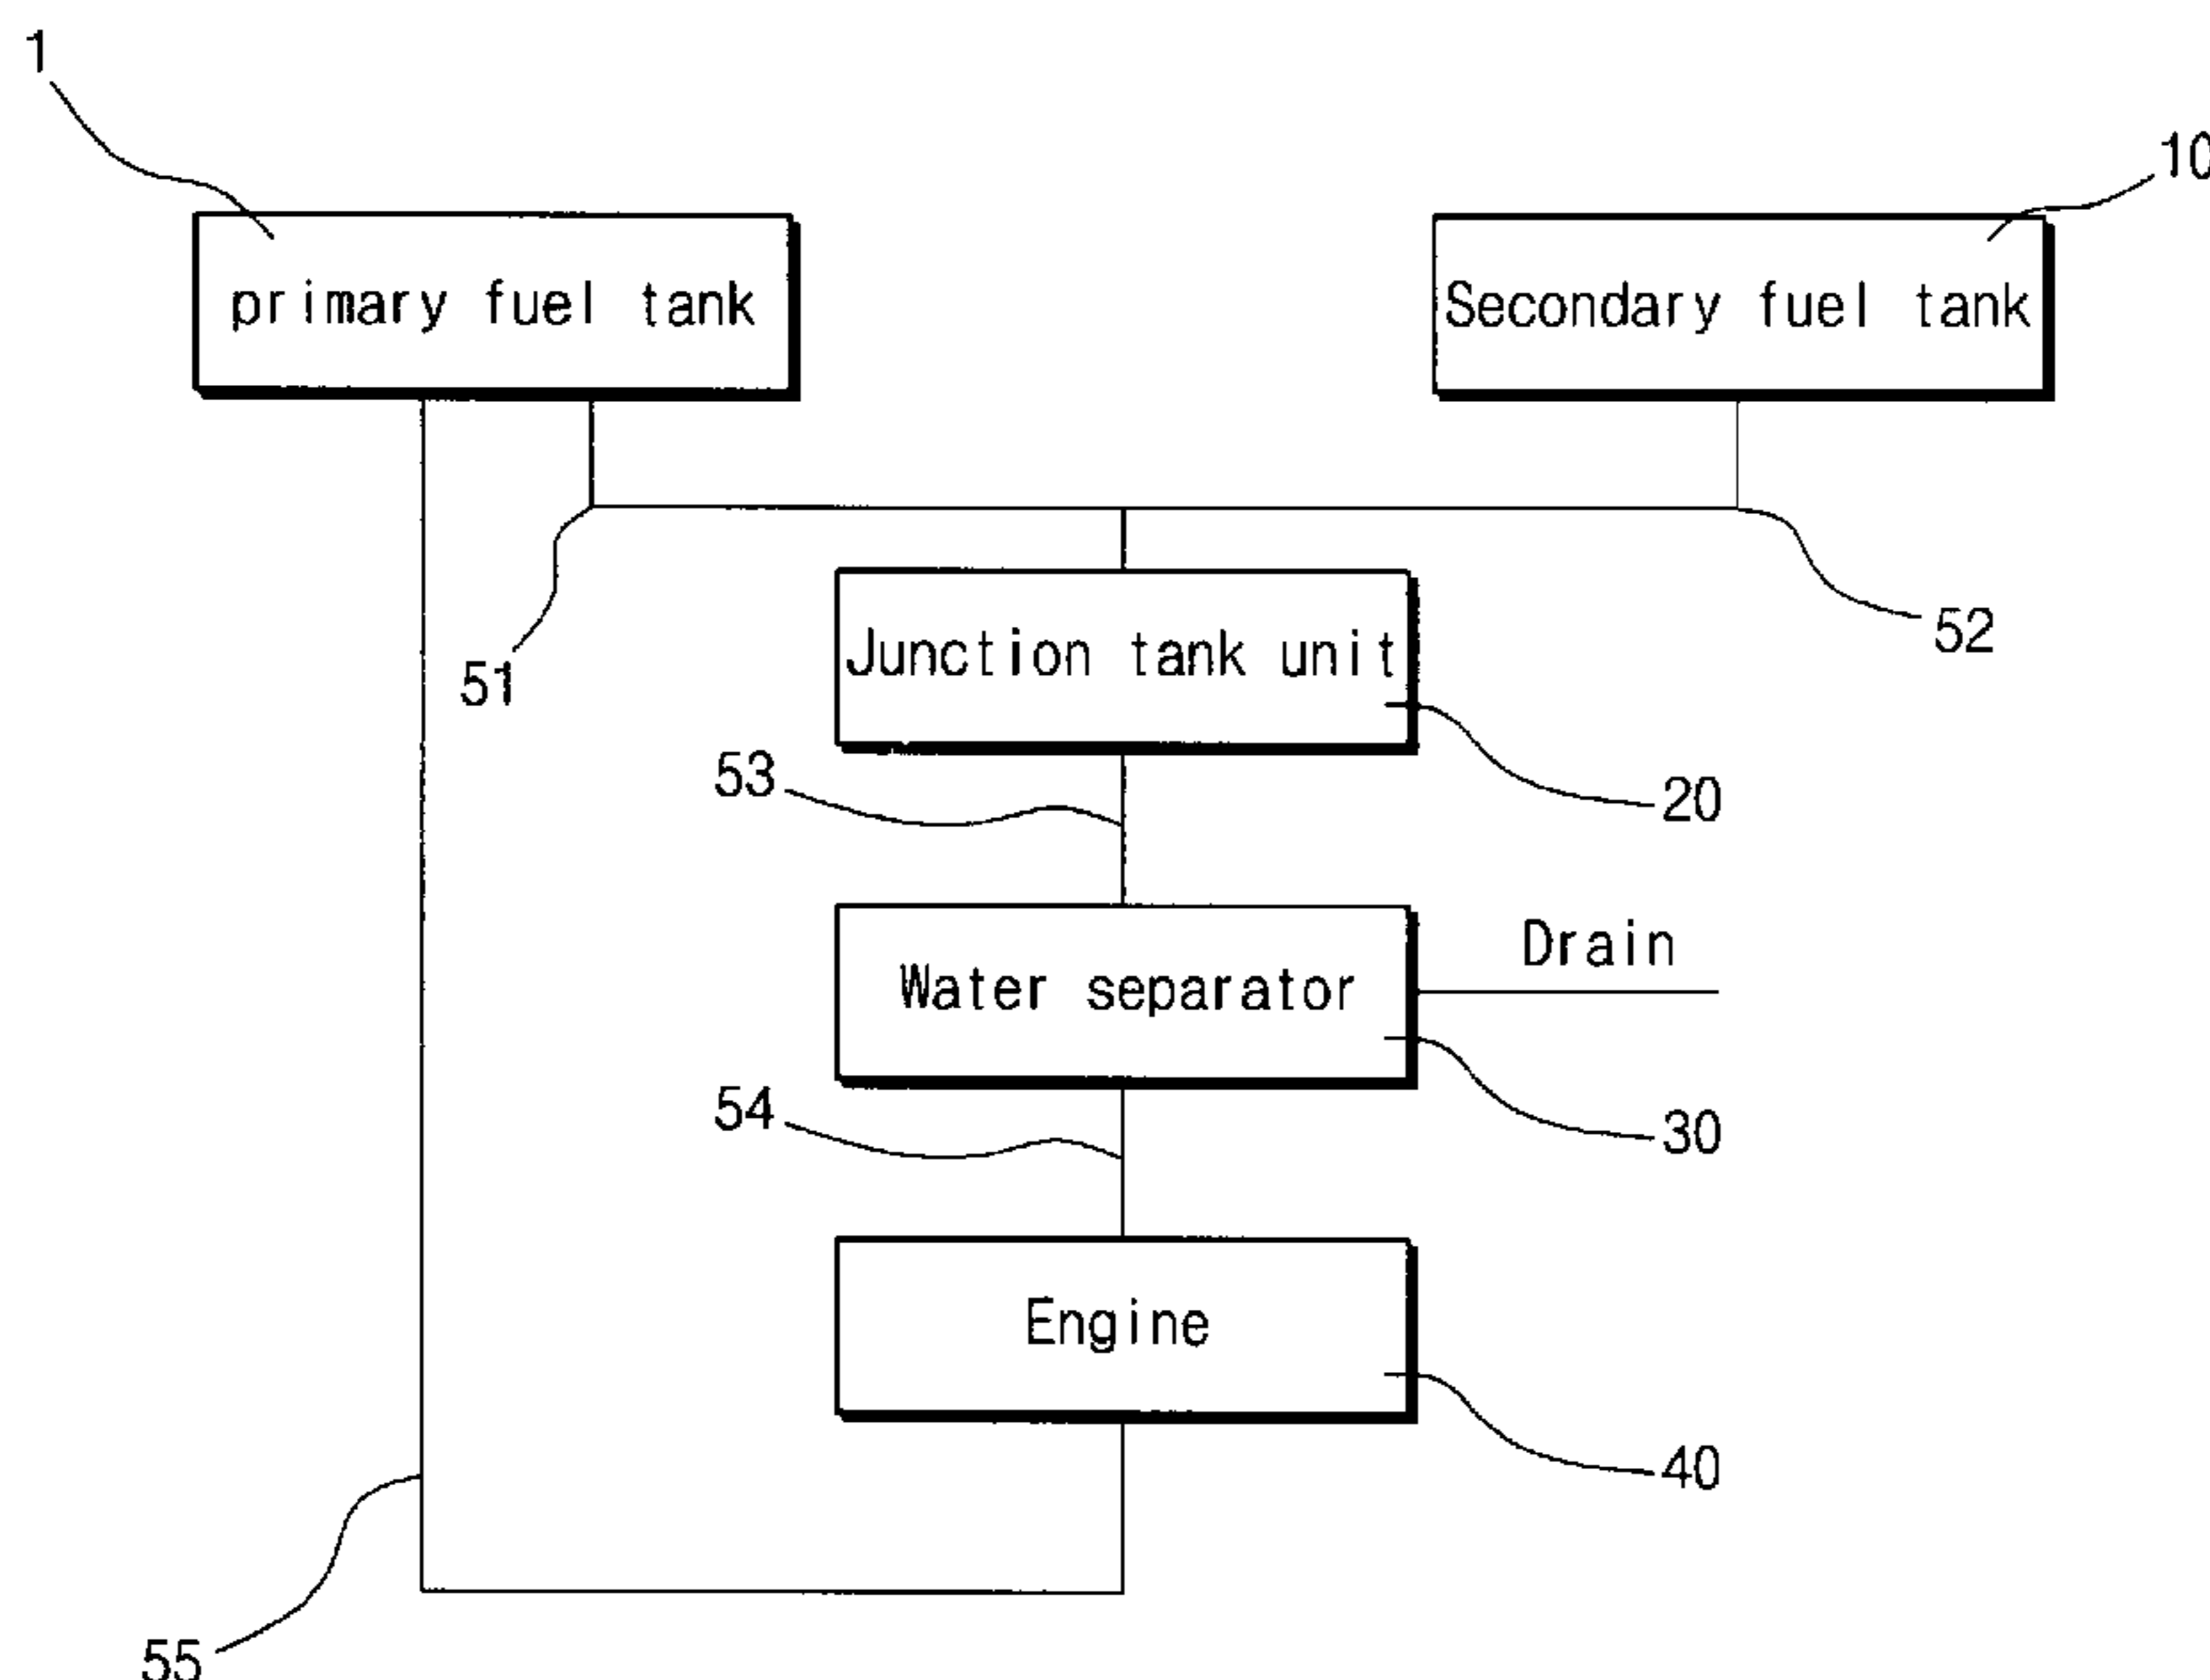 1
10
primary fuel tank
Secondary fuel tank
51
52
Junction tank unit
53
20
Drain
Water separator
54
30
Engine
40
55